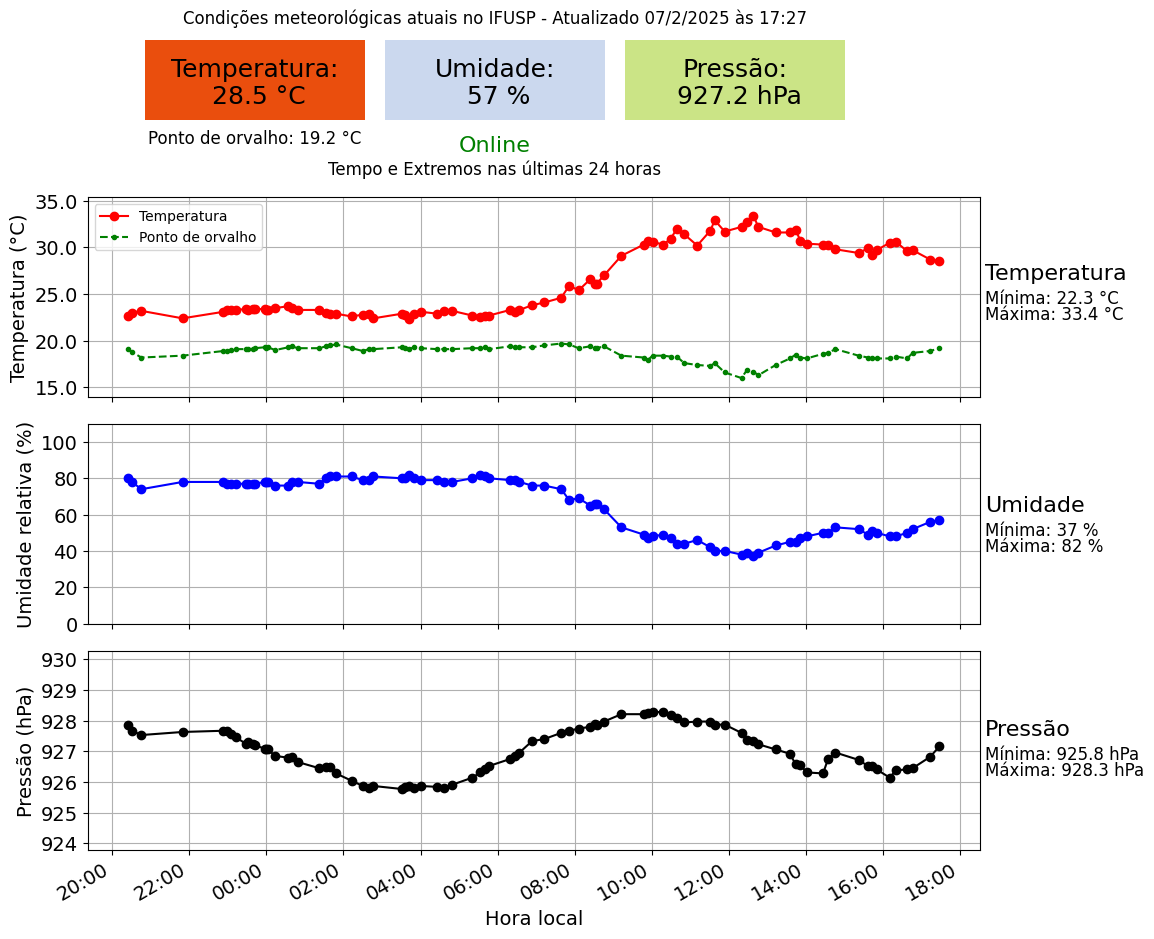 Condições meteorológicas atuais no IFUSP - Atualizado 07/2/2025 às 17:27
Temperatura:
28.5 °C
Umidade:
57 %
Pressão:
927.2 hPa
Ponto de orvalho: 19.2 °C
Online
Tempo e Extremos nas últimas 24 horas
Temperatura (°C)
35.0
30.0
25.0
20.0
15.0
Temperatura
Ponto de orvalho
Temperatura
Mínima: 22.3 °C
Máxima: 33.4 °C
Umidade relativa (%)
100
80
60
40
20
0
Umidade
Mínima: 37 %
Máxima: 82 %
Pressão (hPa)
930
929
928
927
926
925
924
Pressão
Mínima: 925.8 hPa
Máxima: 928.3 hPa
20:00 22:00 00:00 02:00 04:00 06:00 08:00 10:00 12:00 14:00 16:00 18:00
Hora local